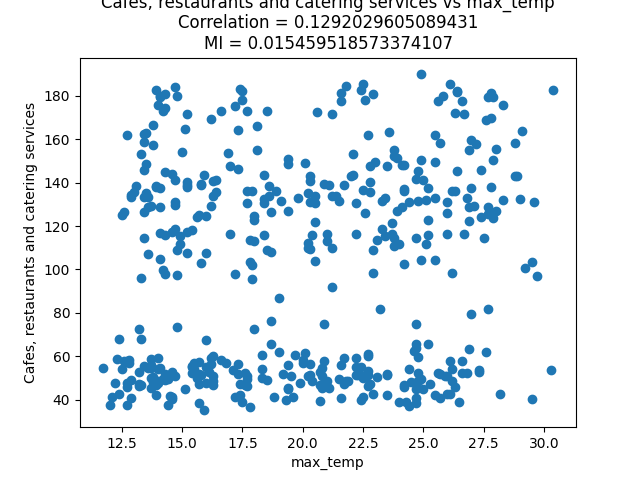 Cafes, restaurants and catering services vs max_temp
Correlation = 0.1292029605089431
MI = 0.015459518573374107
Cafes, restaurants and catering services
180
160
140
120
100
80
60
40
12.5 15.0 17.5 20.0 22.5 25.0 27.5 30.0
max_temp